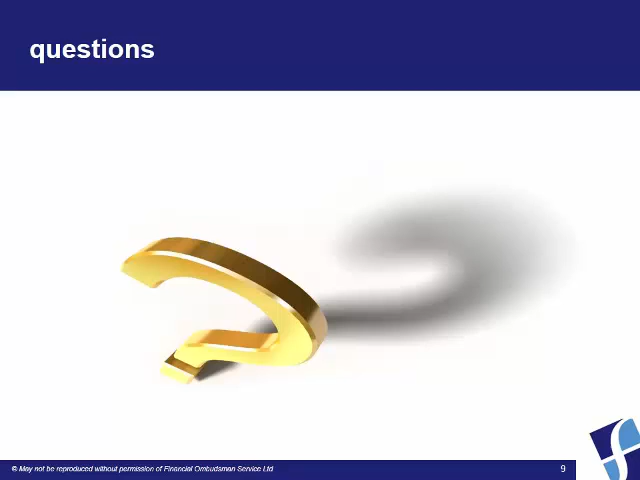 questions
© May not be reproduced without permission of Financial Ombudsman Service Ltd
9